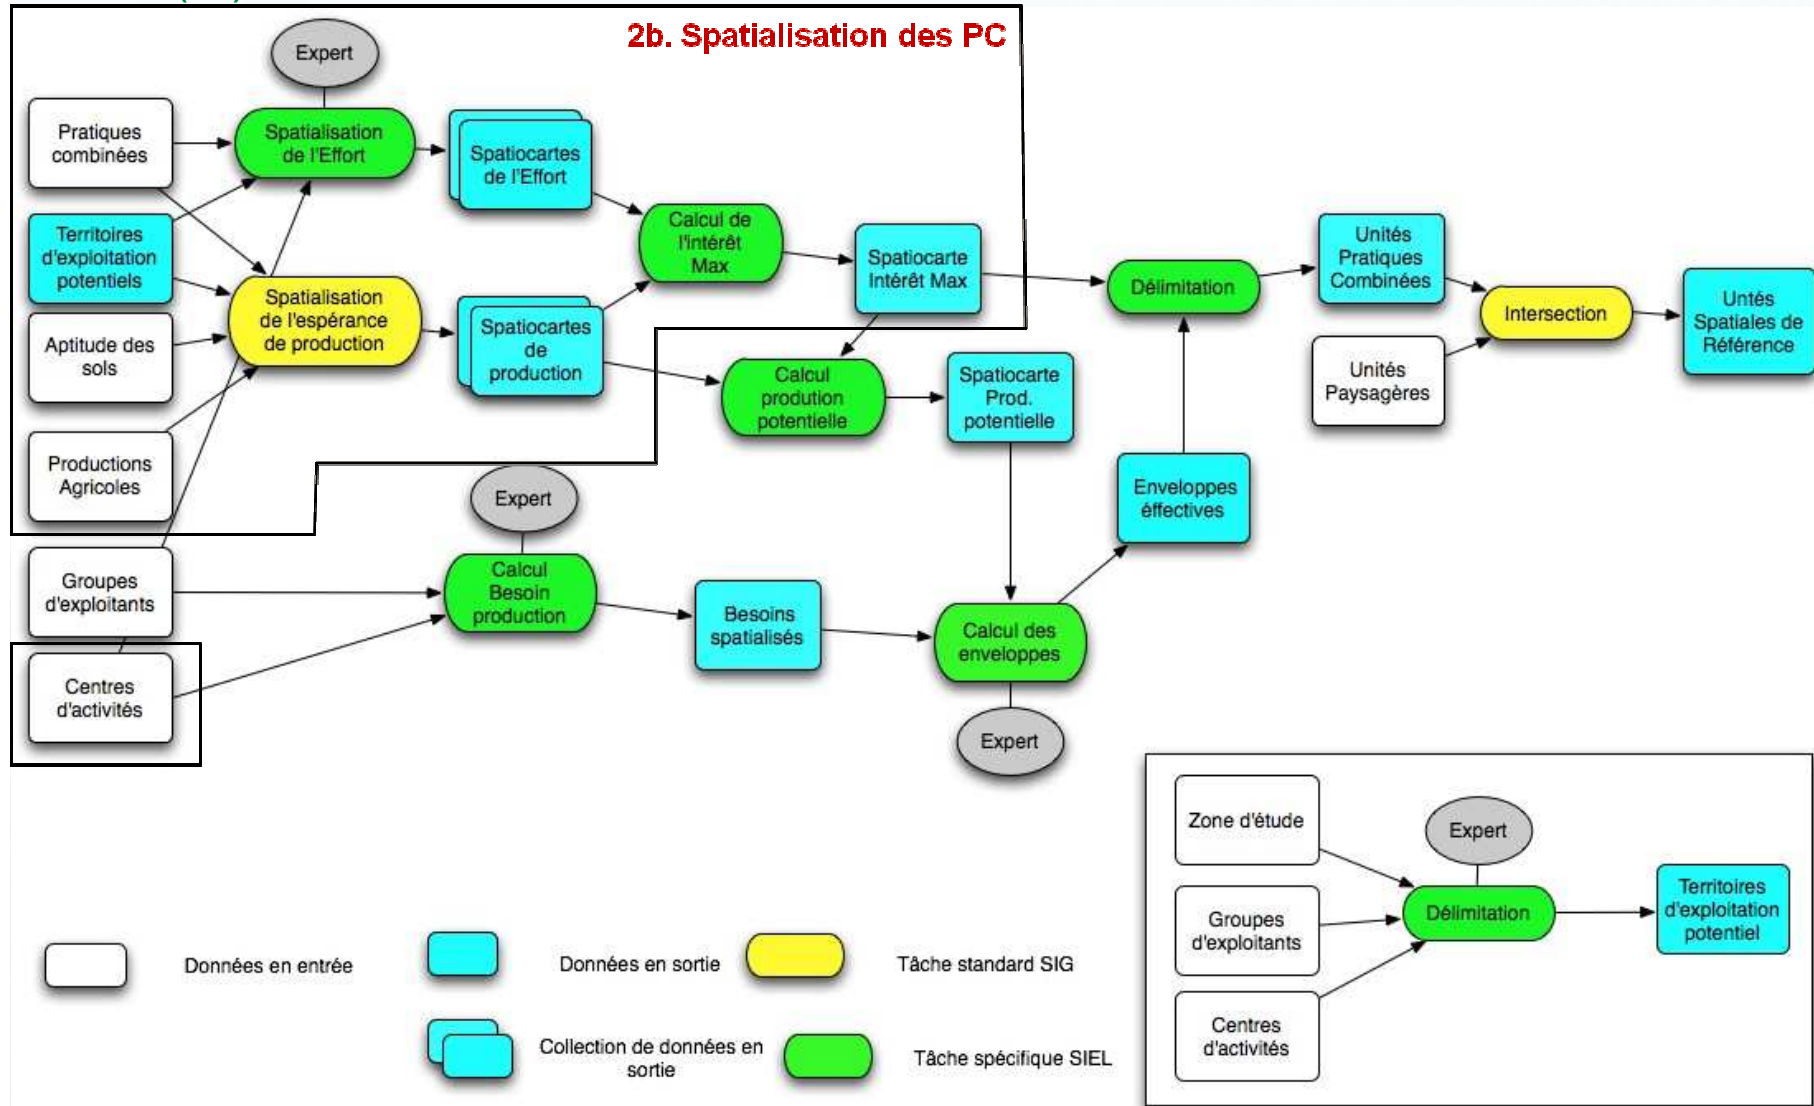 2b. Spatialisation des PC
Expert
Pratiques
combinées
Spatialisation
de l'Effort
Spatiocartes
de l'Effort
Territoires
d'exploitation
potentiels
Calcul de
l'intérêt
Max
Spatiocarte
Intérêt Max
Délimitation
Unités
Pratiques
Combinées
Intersection
Untés
Spatiales de
Référence
Spatialisation
de l'espérance
de production
Spatiocartes
de
production
Aptitude des
sols
Calcul
prodution
potentielle
Spatiocarte
Prod.
potentielle
Unités
Paysagères
Productions
Agricoles
Expert
Enveloppes
éffectives
Groupes
d'exploitants
Calcul
Besoin
production
Besoins
spatialisés
Calcul des
enveloppes
Centres
d'activités
Expert
Zone d'étude
Expert
Groupes
d'exploitants
Délimitation
Territoires
d'exploitation
potentiel
Centres
d'activités
Données en entrée
Données en sortie
Tâche standard SIG
Collection de données en
sortie
Tâche spécifique SIEL